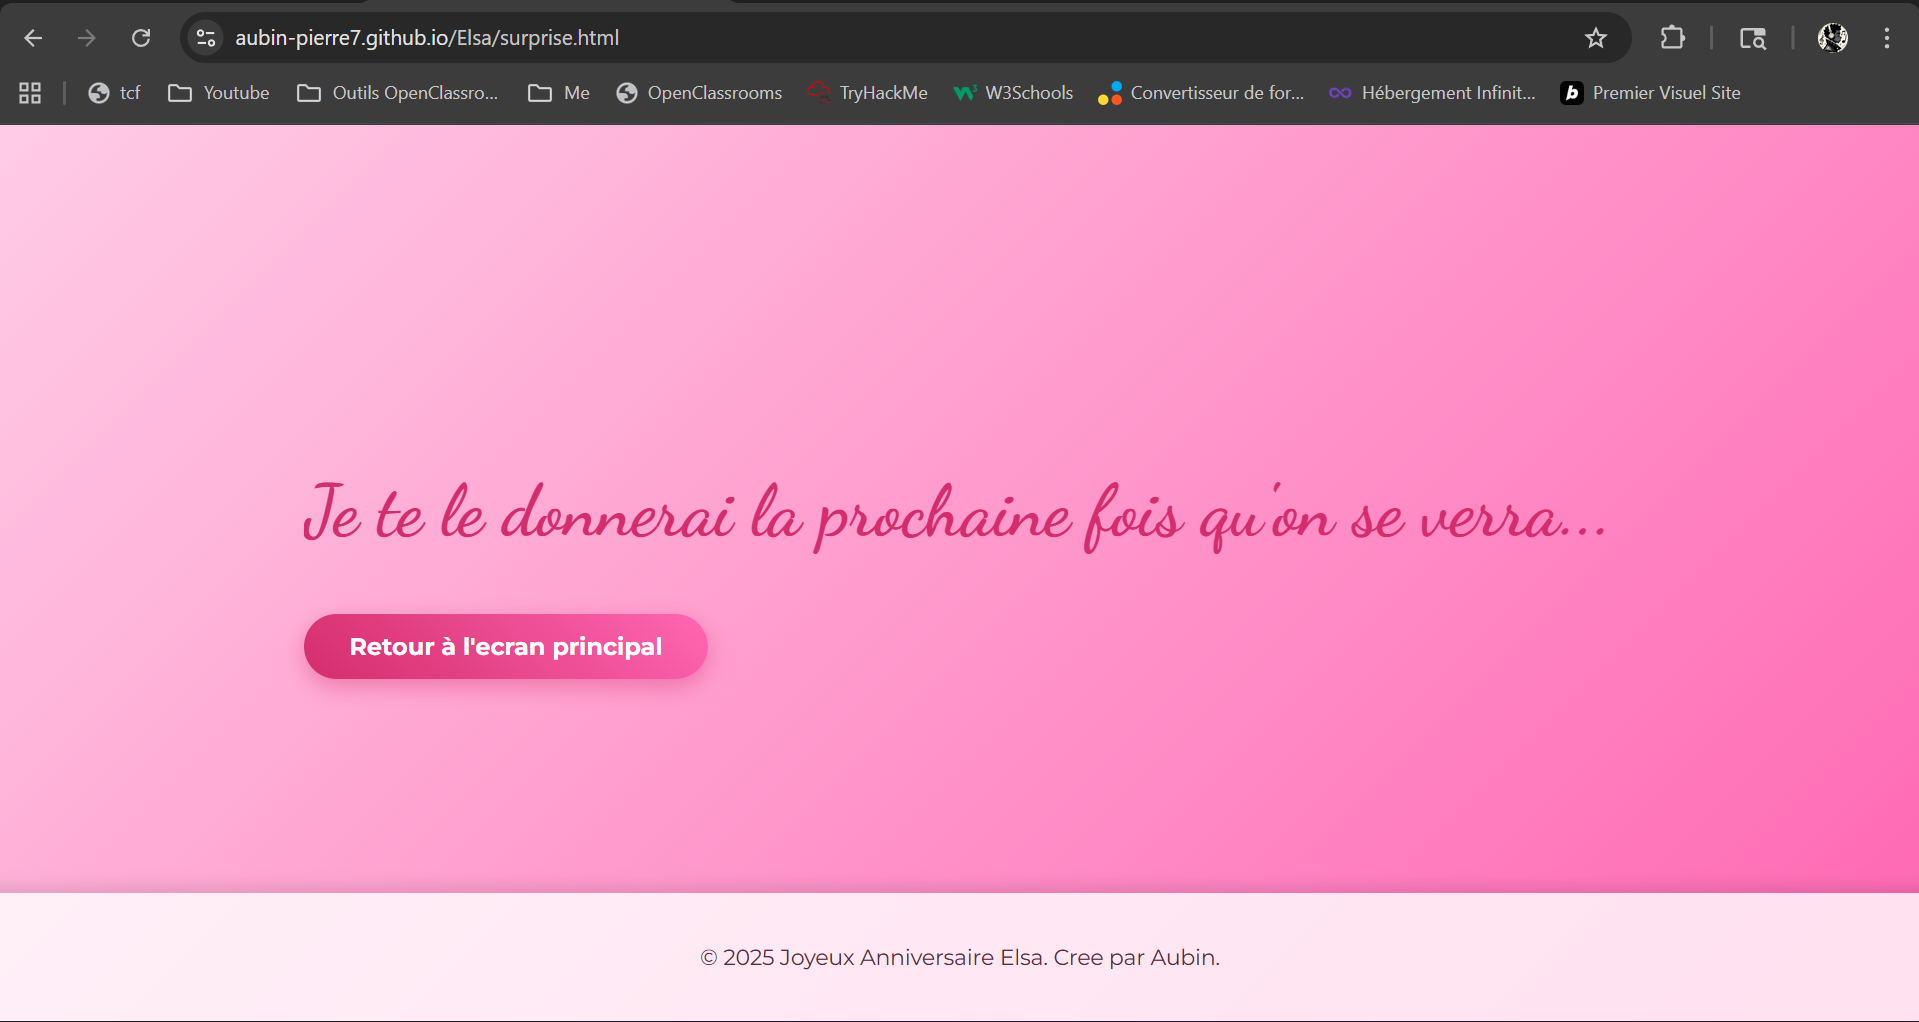 aubin-pierre7.github.io/Elsa/surprise.html
tcf Youtube Outils OpenClassro... Me OpenClassrooms TryHackMe W3Schools Convertisseur de for... Hébergement Infinit... Premier Visuel Site
Je te le donnerai la prochaine fois qu'on se verra...
Retour à l'ecran principal
© 2025 Joyeux Anniversaire Elsa. Cree par Aubin.